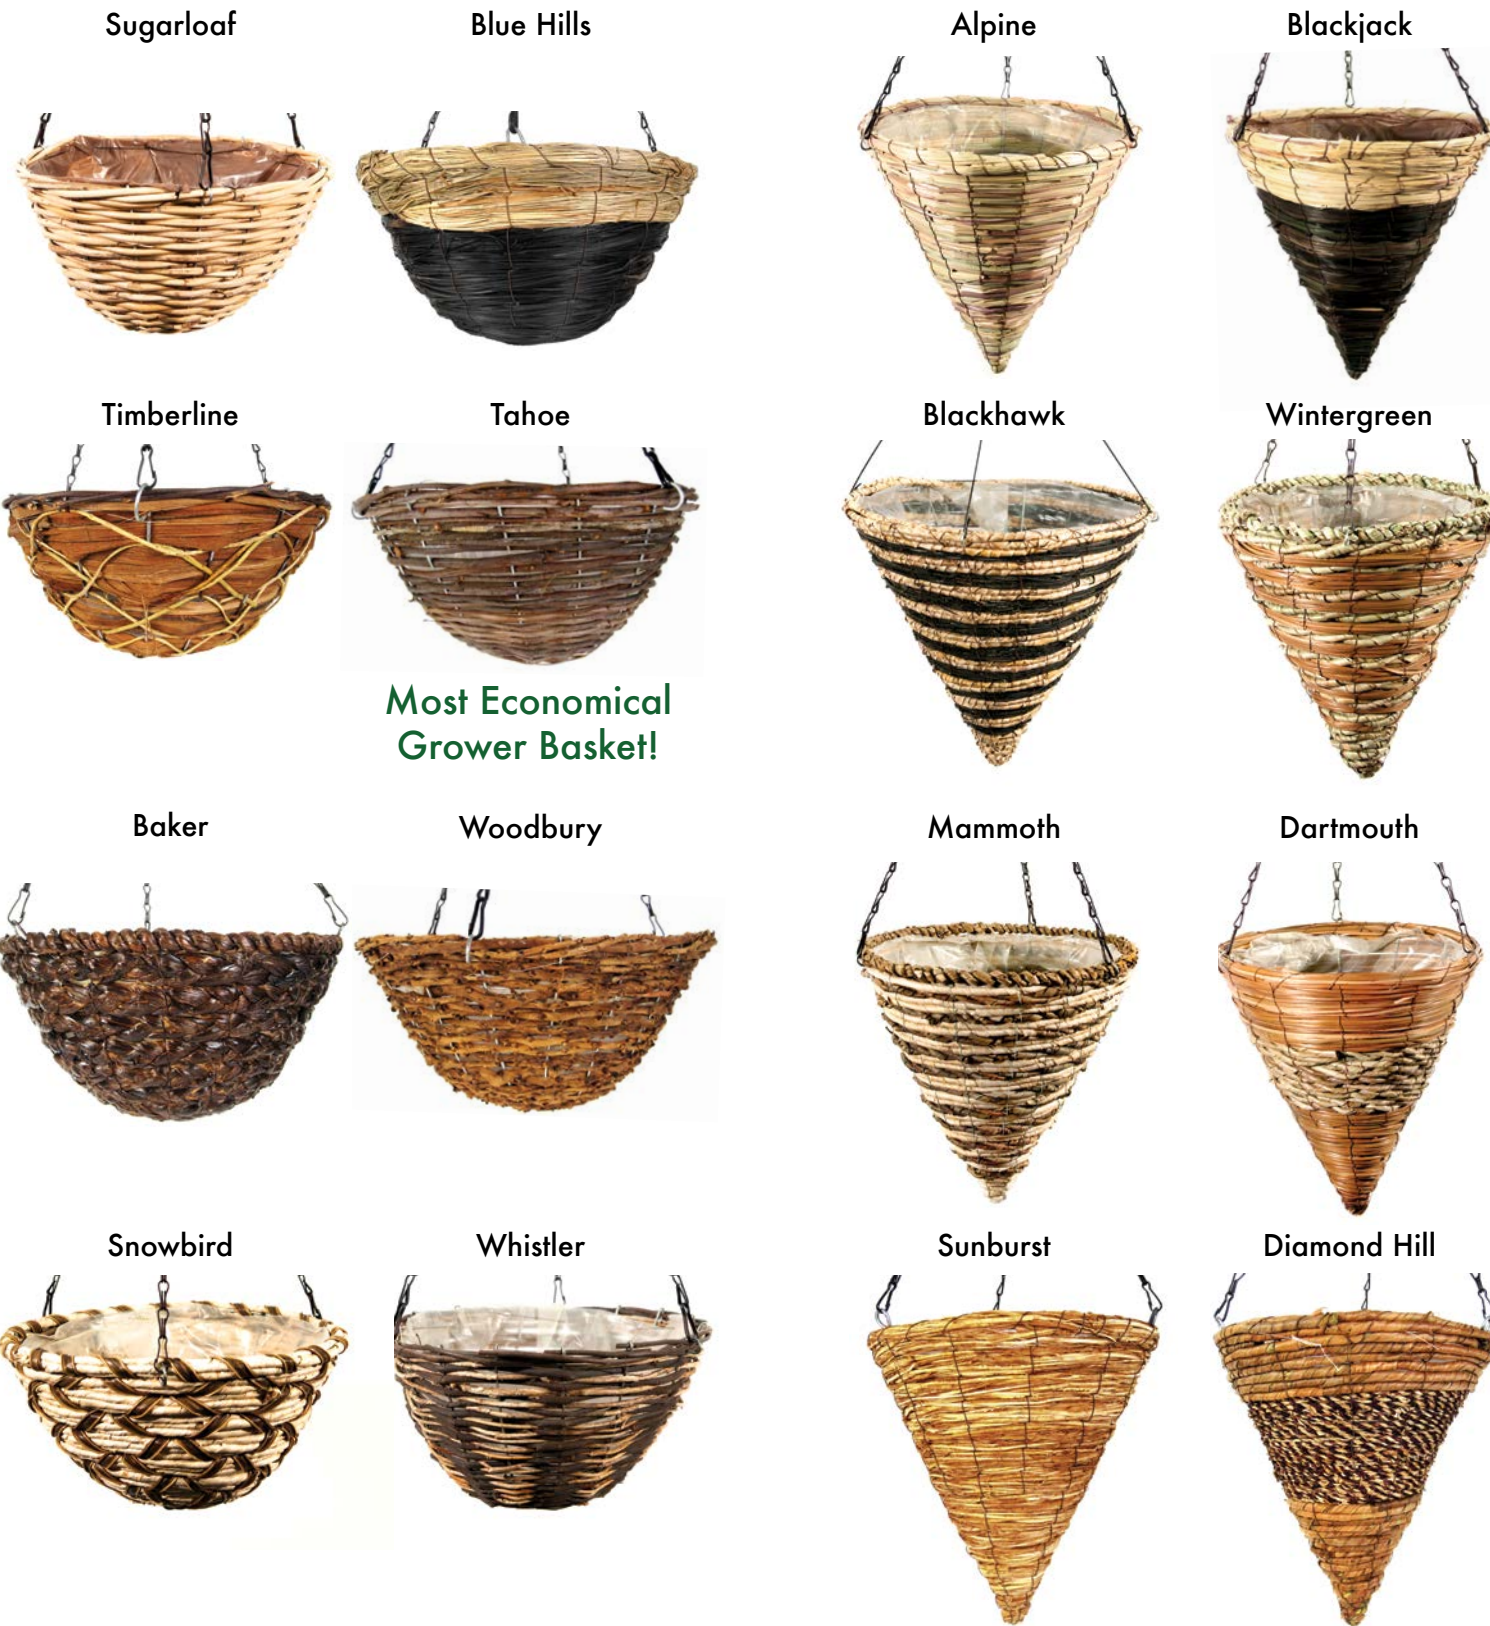 Sugarloaf
Blue Hills
Alpine
Blackjack
Timberline
Tahoe
Blackhawk
Wintergreen
Most Economical
Grower Basket!
Baker
Woodbury
Mammoth
Dartmouth
Snowbird
Whistler
Sunburst
Diamond Hill